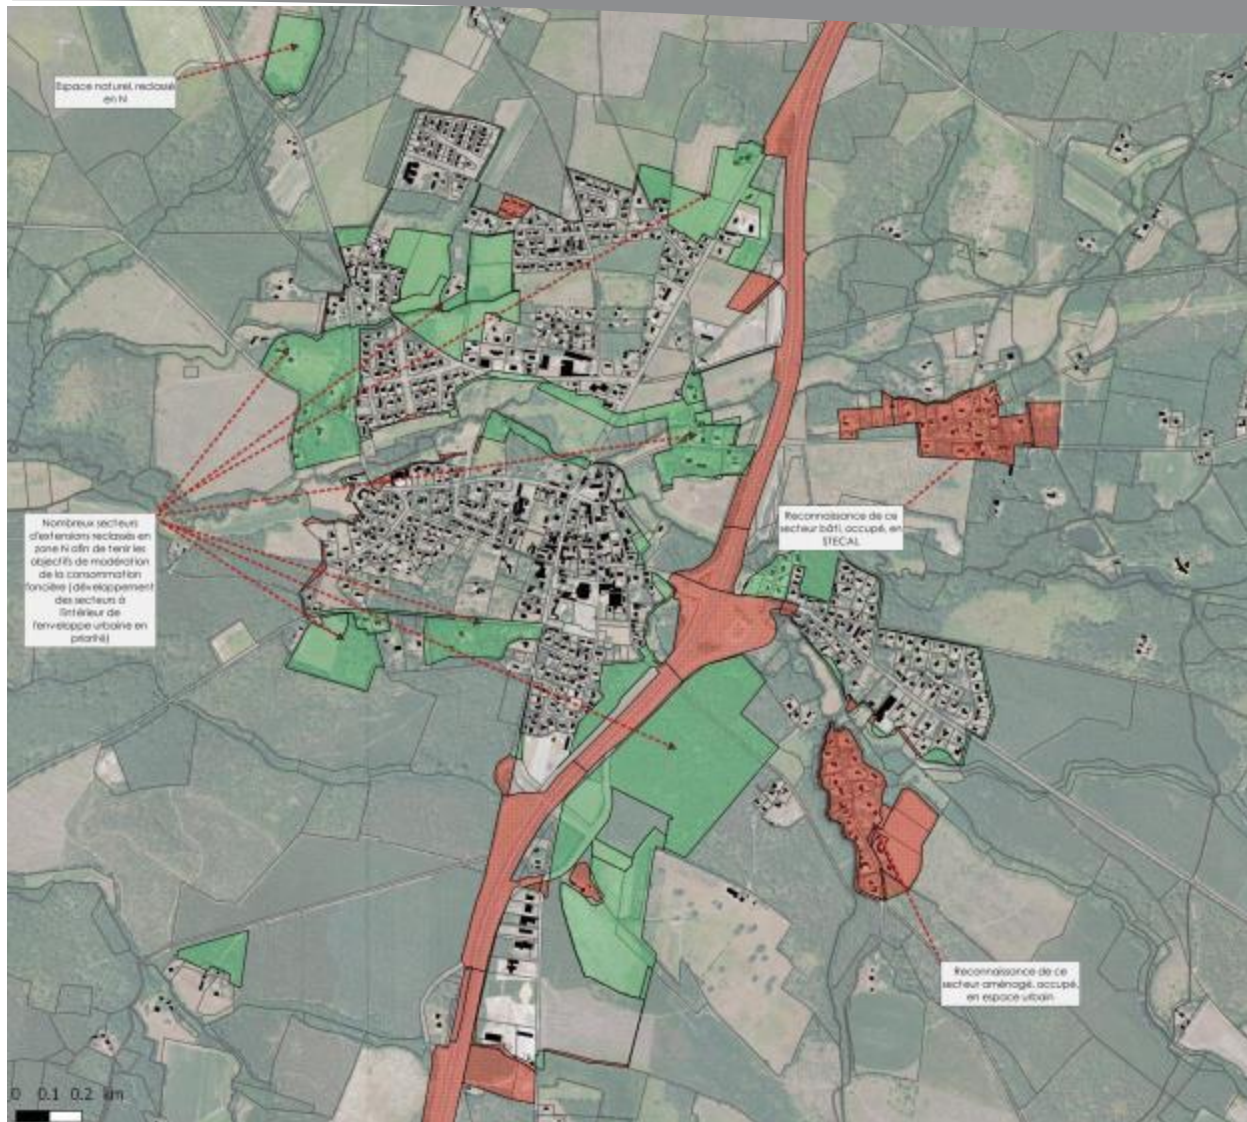 Espace naturel, reclassé
en N
Nombreux secteurs
d'extensions reclassés en
zone N afin de tenir les
objectifs de modération
de la consommation
foncière (développement
des secteurs à
l'intérieur de
l'enveloppe urbaine en
priorité)
Reconnaissance de ce
secteur bâti, occupé, en
STECAL
Reconnaissance de ce
secteur aménagé, occupé,
en espace urbain
0 0.1 0.2 km